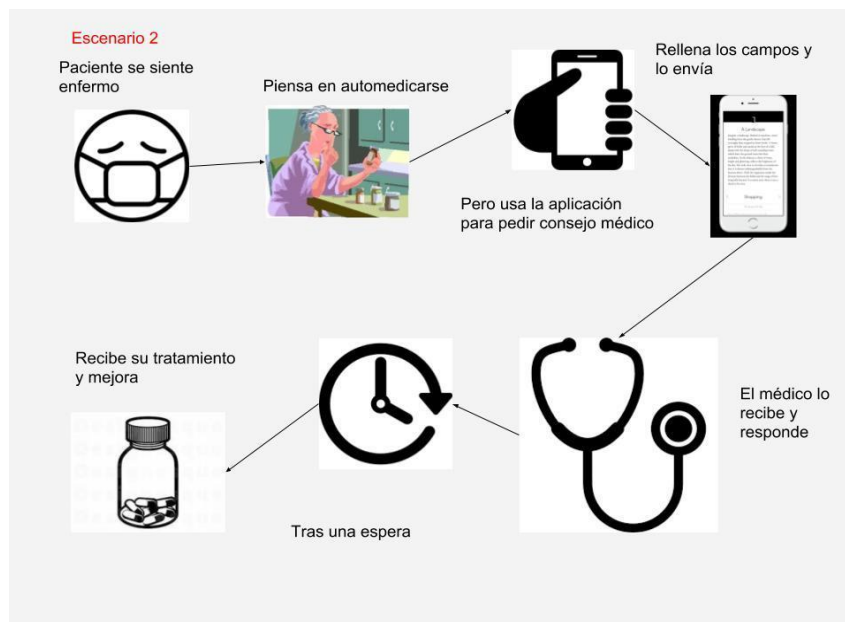 Escenario 2
Paciente se siente
enfermo
Piensa en automedicarse
Pero usa la aplicación
para pedir consejo médico
Rellena los campos y
lo envía
Shopping
El médico lo
recibe y
responde
Tras una espera
Recibe su tratamiento
y mejora